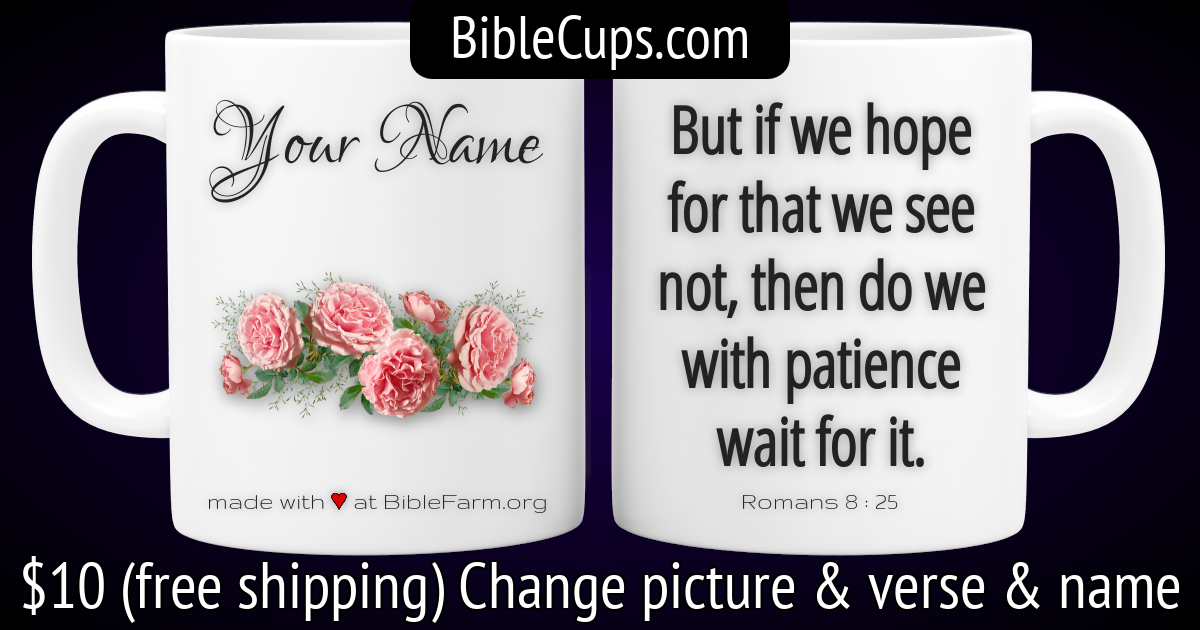 BibleCups.com
Your Name
made with ♥ at BibleFarm.org
But if we hope
for that we see
not, then do we
with patience
wait for it.
Romans 8 : 25
$10 (free shipping) Change picture & verse & name